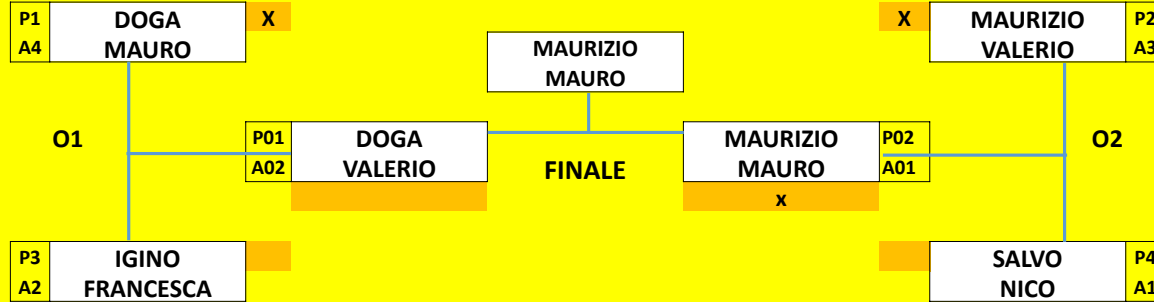 P1 DOGA X X MAURIZIO P2
A4 MAURO VALERIO A3
MAURIZIO
MAURO
O1 P01 DOGA MAURIZIO P02 O2
A02 VALERIO FINALE MAURO A01
x
P3 IGINO SALVO P4
A2 FRANCESCA NICO A1